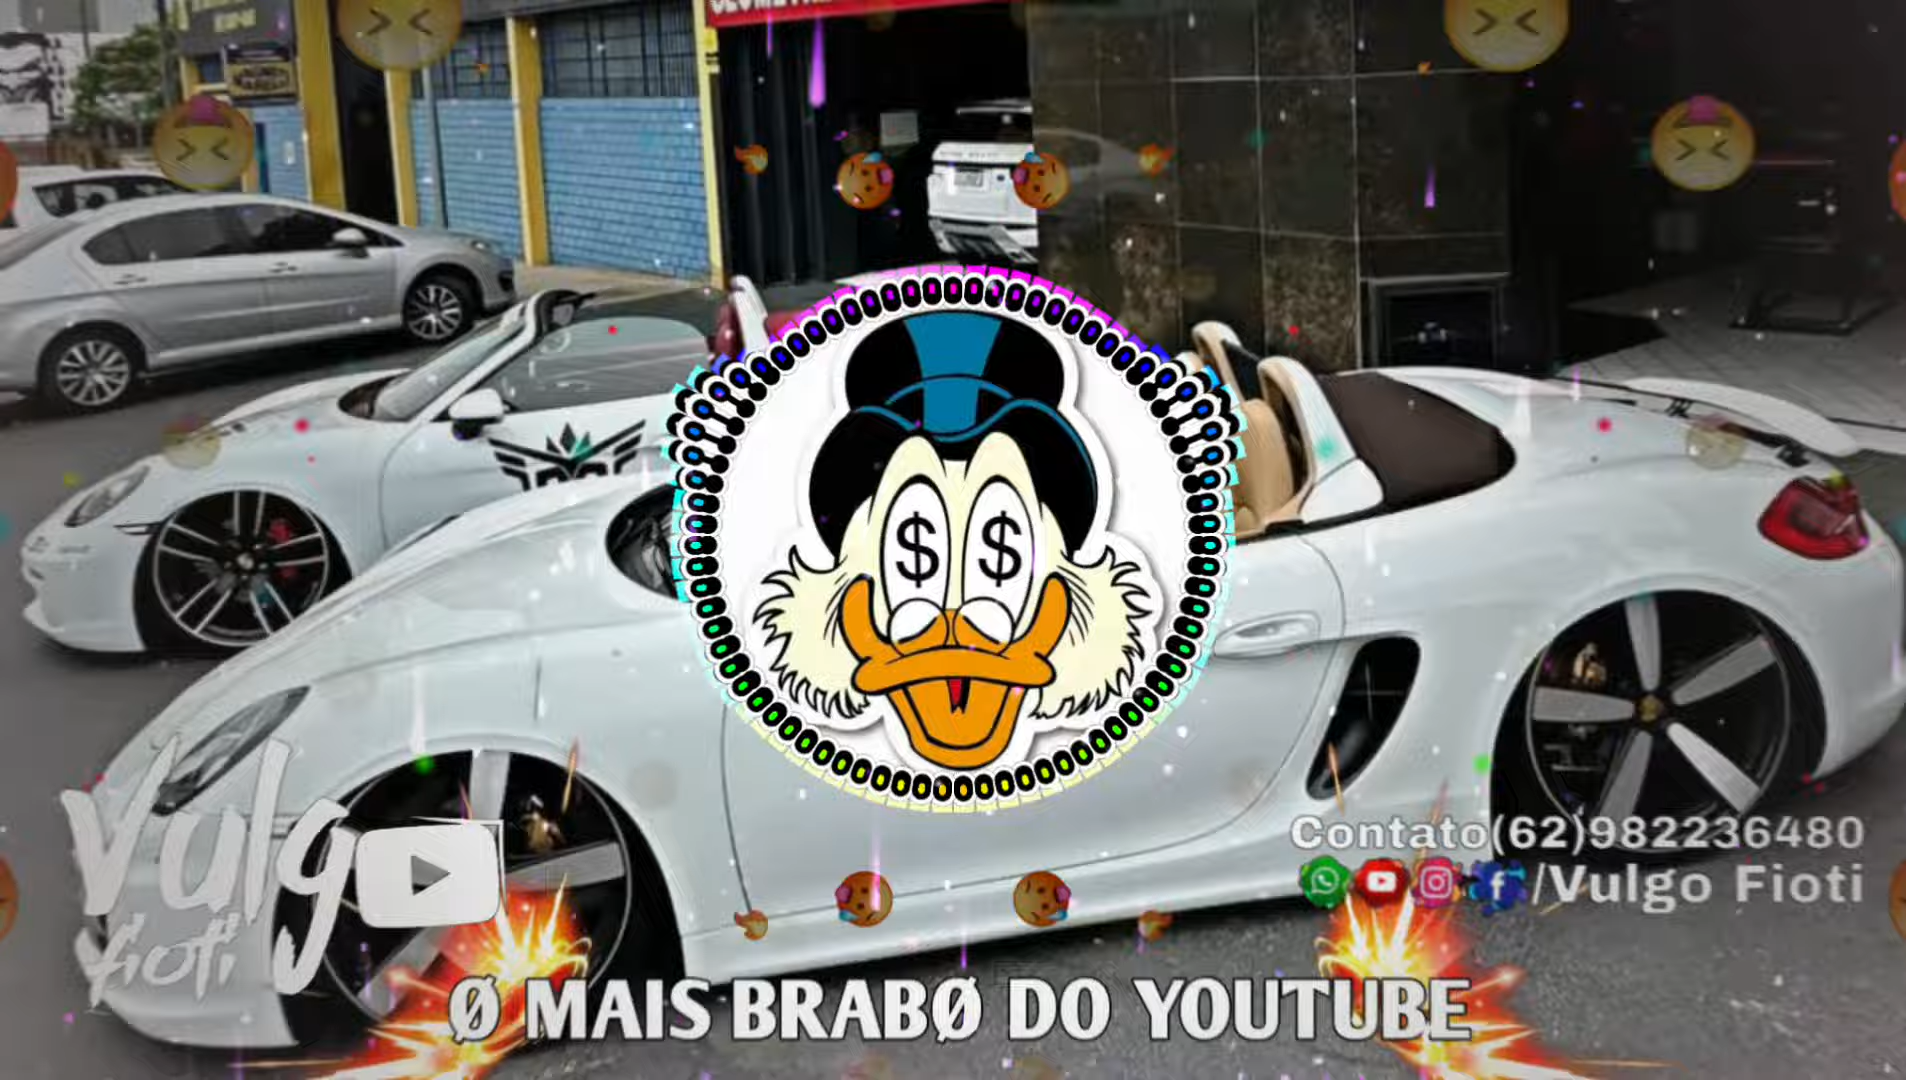 $ $
Vulgo
fioti
Contato(62)982236480
/Vulgo Fioti
Ø MAIS BRABØ DO YOUTUBE